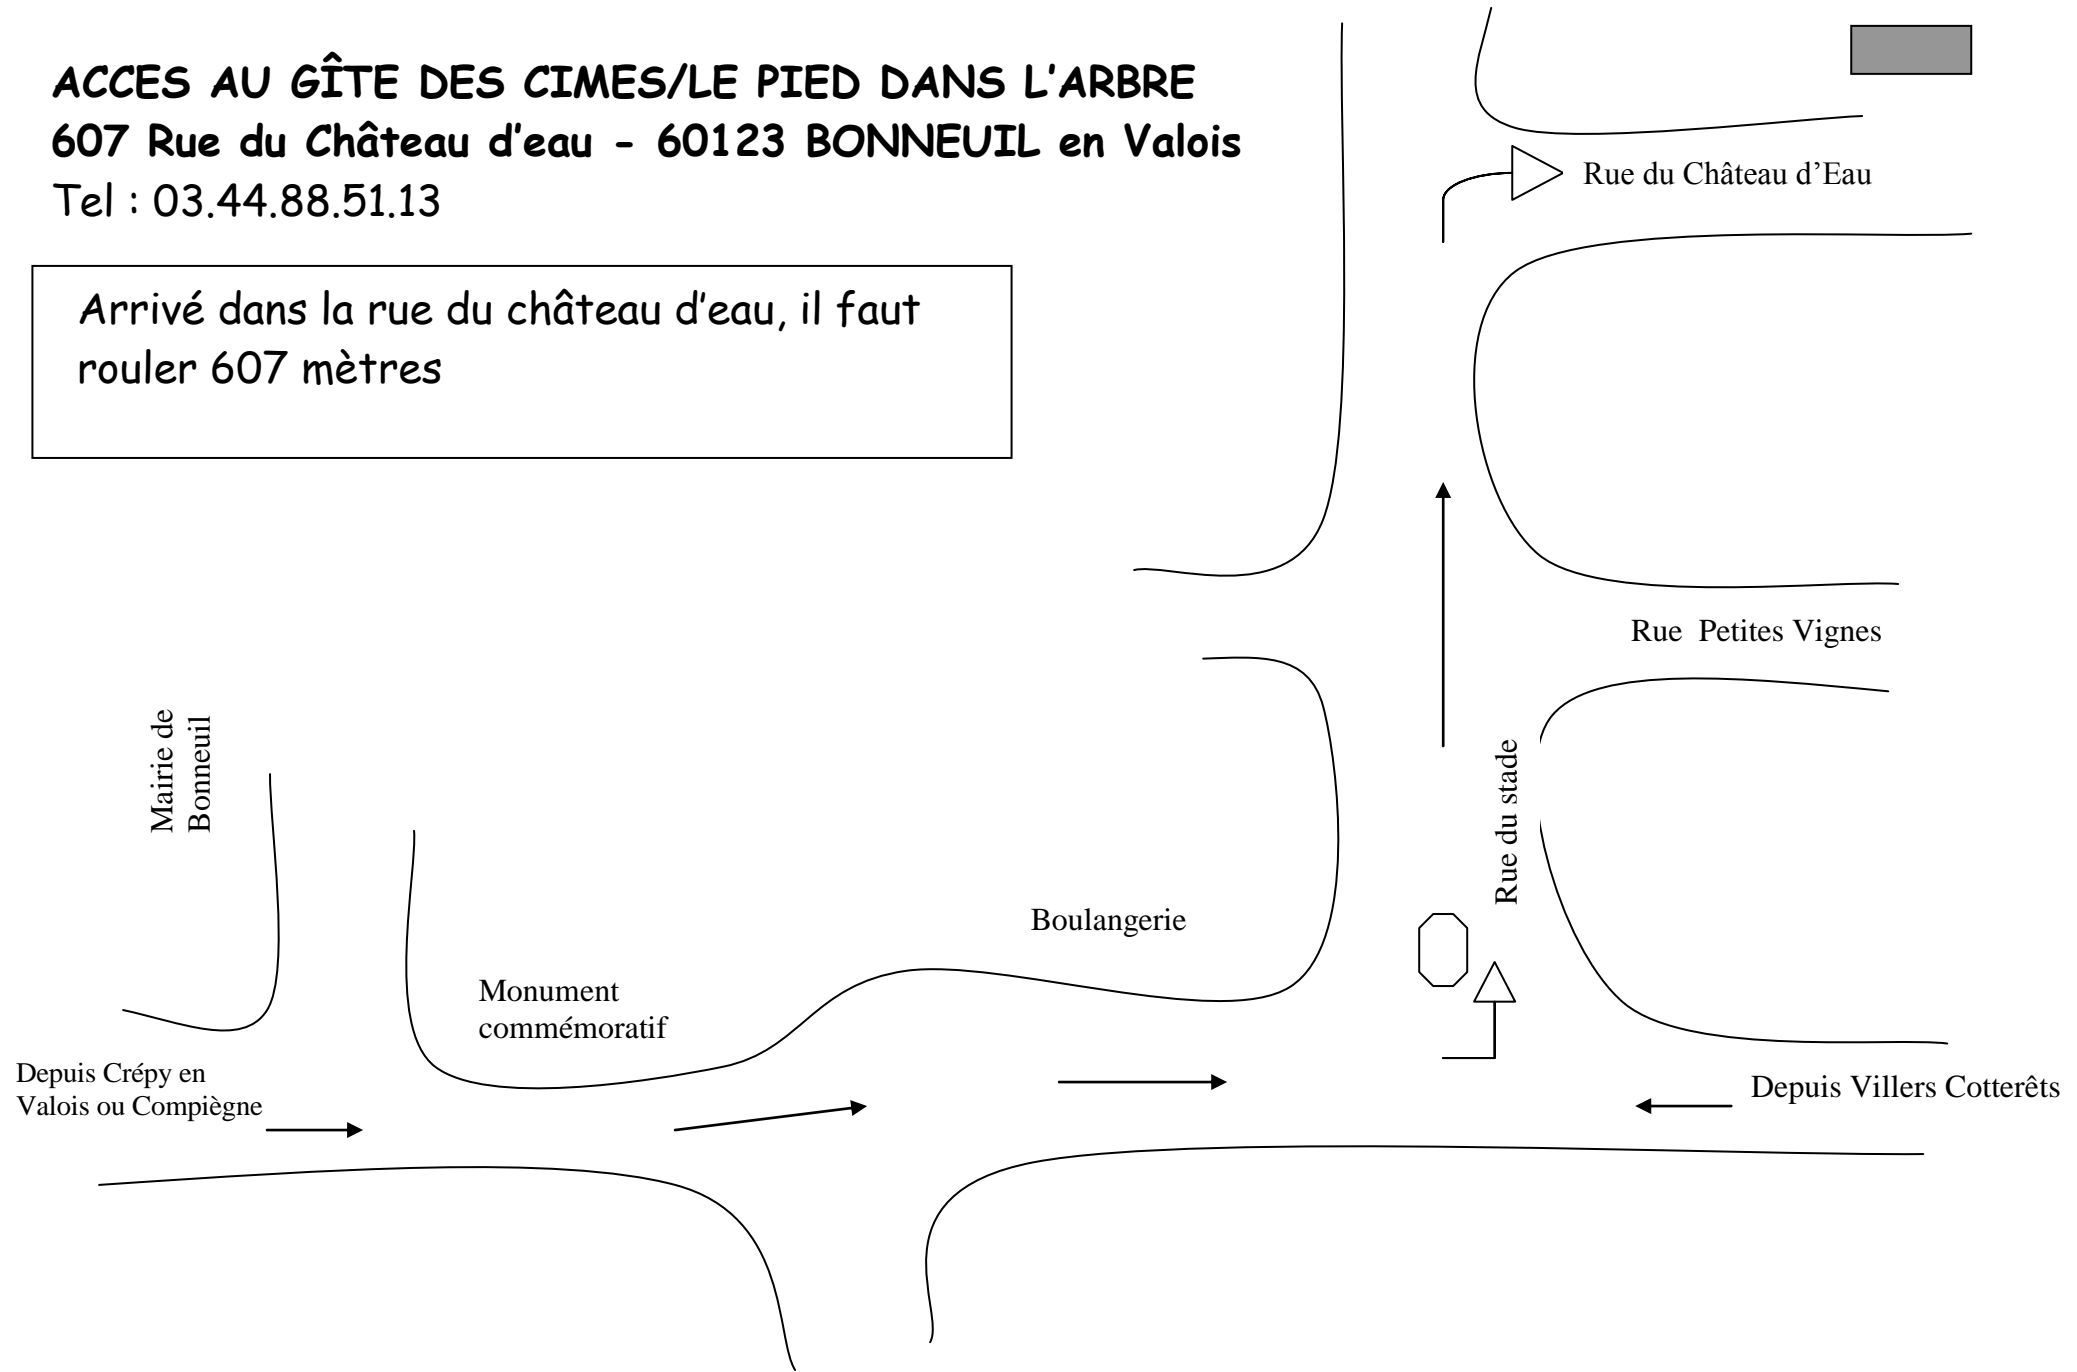 ACCES AU GÎTE DES CIMES/LE PIED DANS L’ARBRE
607 Rue du Château d’eau - 60123 BONNEUIL en Valois
Tel : 03.44.88.51.13
Arrivé dans la rue du château d’eau, il faut
rouler 607 mètres
Rue du Château d’Eau
Rue  Petites Vignes
Mairie de
Bonneuil
Rue du stade
Boulangerie
Monument
commémoratif
Depuis Crépy en
Valois ou Compiègne
Depuis Villers Cotterêts